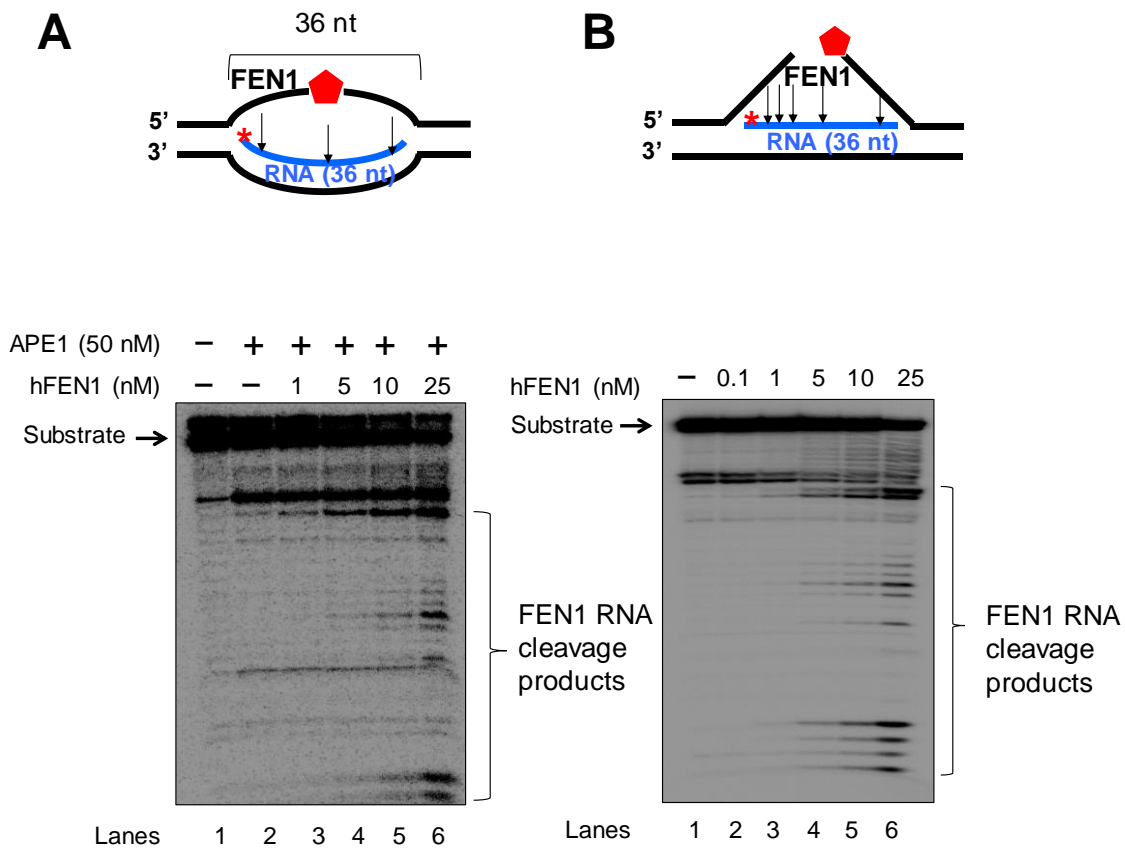 A
36 nt
FEN1
5’
3’
*
RNA (36 nt)
B
FEN1
5’
3’
*
RNA (36 nt)
APE1 (50 nM) – + + + + +
hFEN1 (nM) – – 1 5 10 25
Substrate
FEN1 RNA
cleavage
products
Lanes 1 2 3 4 5 6
hFEN1 (nM) – 0.1 1 5 10 25
Substrate
FEN1 RNA
cleavage
products
Lanes 1 2 3 4 5 6